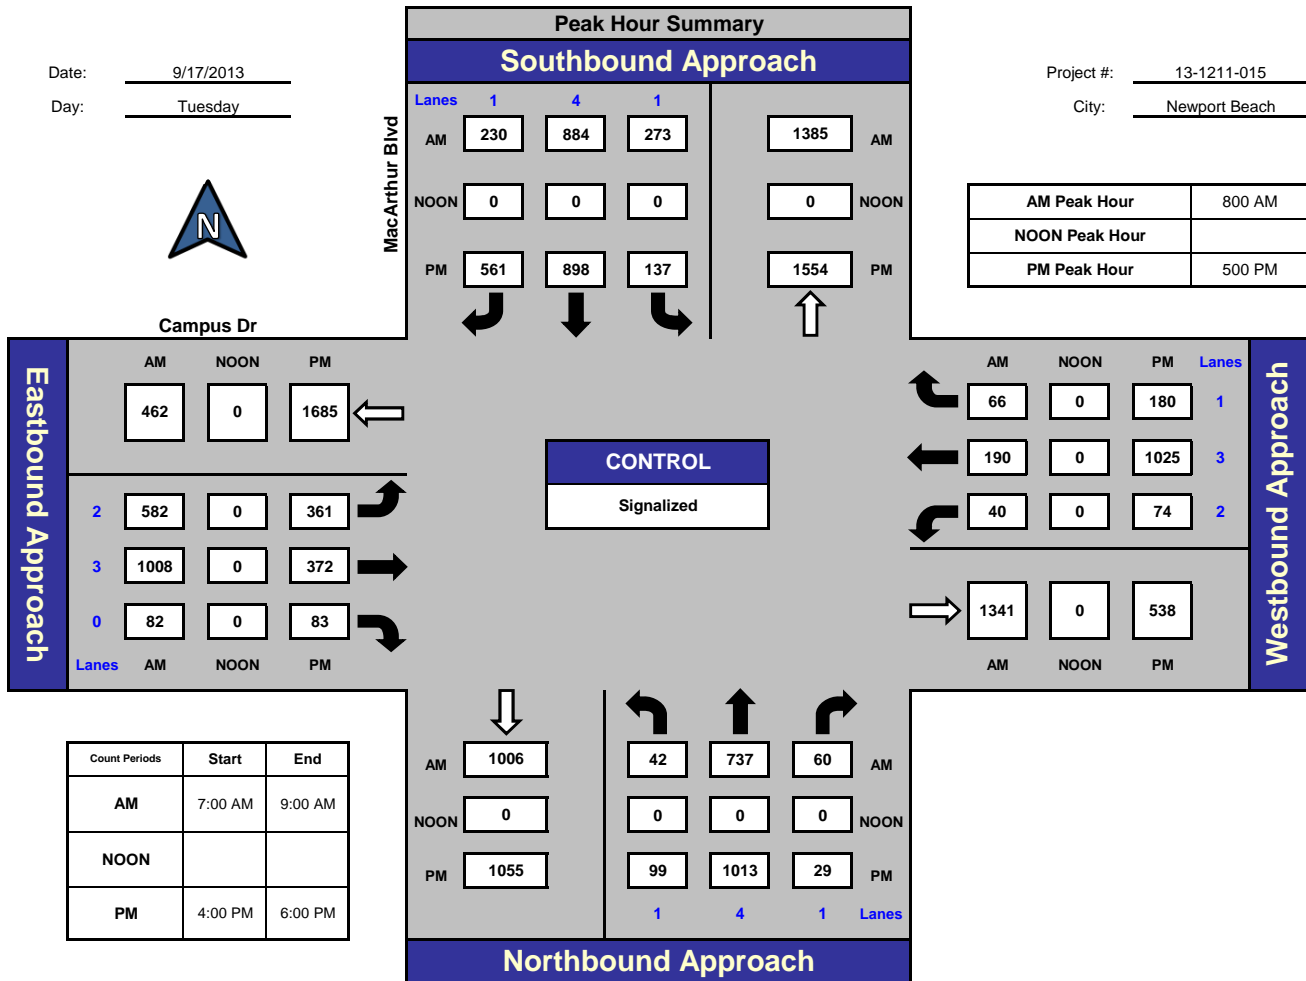 Peak Hour Summary
Southbound Approach
Date: 9/17/2013
Day: Tuesday
Project #: 13-1211-015
City: Newport Beach
N
MacArthur Blvd
Lanes 1 4 1
AM 230 884 273 1385 AM
NOON 0 0 0 0 NOON
PM 561 898 137 1554 PM
AM Peak Hour 800 AM
NOON Peak Hour
PM Peak Hour 500 PM
Campus Dr
Eastbound Approach
AM NOON PM
462 0 1685
2 582 0 361
3 1008 0 372
0 82 0 83
Lanes AM NOON PM
CONTROL
Signalized
AM NOON PM Lanes
66 0 180 1
190 0 1025 3
40 0 74 2
1341 0 538
AM NOON PM
Westbound Approach
Count Periods Start End
AM 7:00 AM 9:00 AM
NOON
PM 4:00 PM 6:00 PM
AM 1006 42 737 60 AM
NOON 0 0 0 0 NOON
PM 1055 99 1013 29 PM
1 4 1 Lanes
Northbound Approach